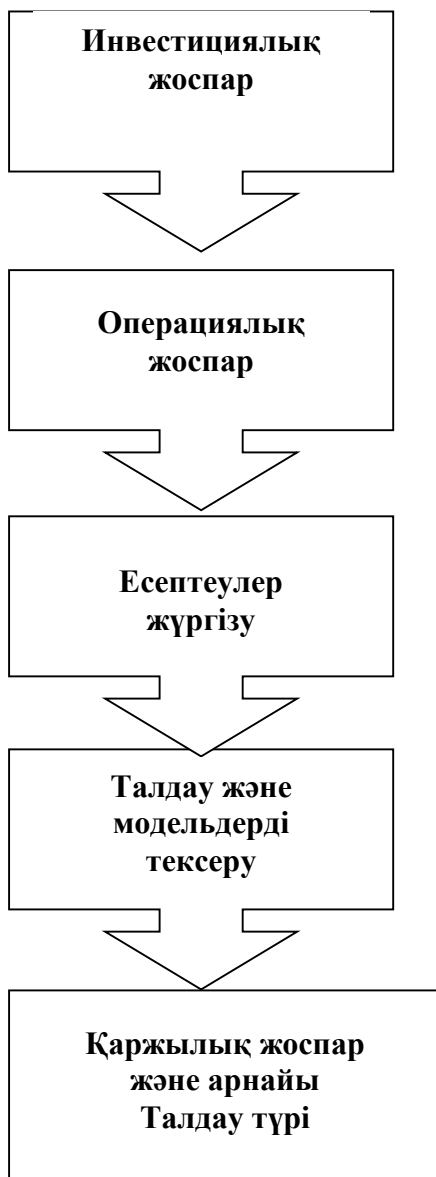 Инвестициялық
жоспар
Операциялық
жоспар
Есептеулер
жүргізу
Талдау және
модельдерді
тексеру
Қаржылық жоспар
және арнайы
Талдау түрі